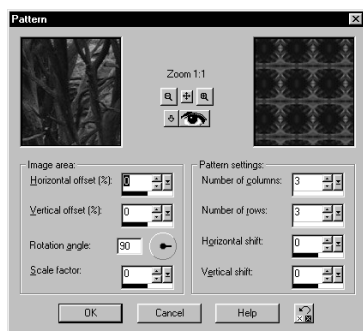 Pattern
Zoom 1:1
Image area:
Horizontal offset (%): 0
Vertical offset (%): 0
Rotation angle: 90
Scale factor: 0
Pattern settings:
Number of columns: 3
Number of rows: 3
Horizontal shift: 0
Vertical shift: 0
OK
Cancel
Help